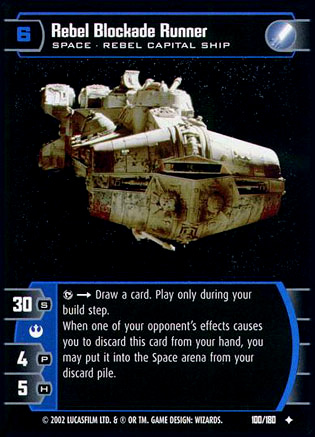 6
Rebel Blockade Runner
SPACE · REBEL CAPITAL SHIP
30 S
4 P
5 H
→ Draw a card. Play only during your
build step.
When one of your opponent's effects causes
you to discard this card from your hand, you
may put it into the Space arena from your
discard pile.
© 2002 LUCASFILM LTD. & ® OR TM. GAME DESIGN: WIZARDS.
100/180